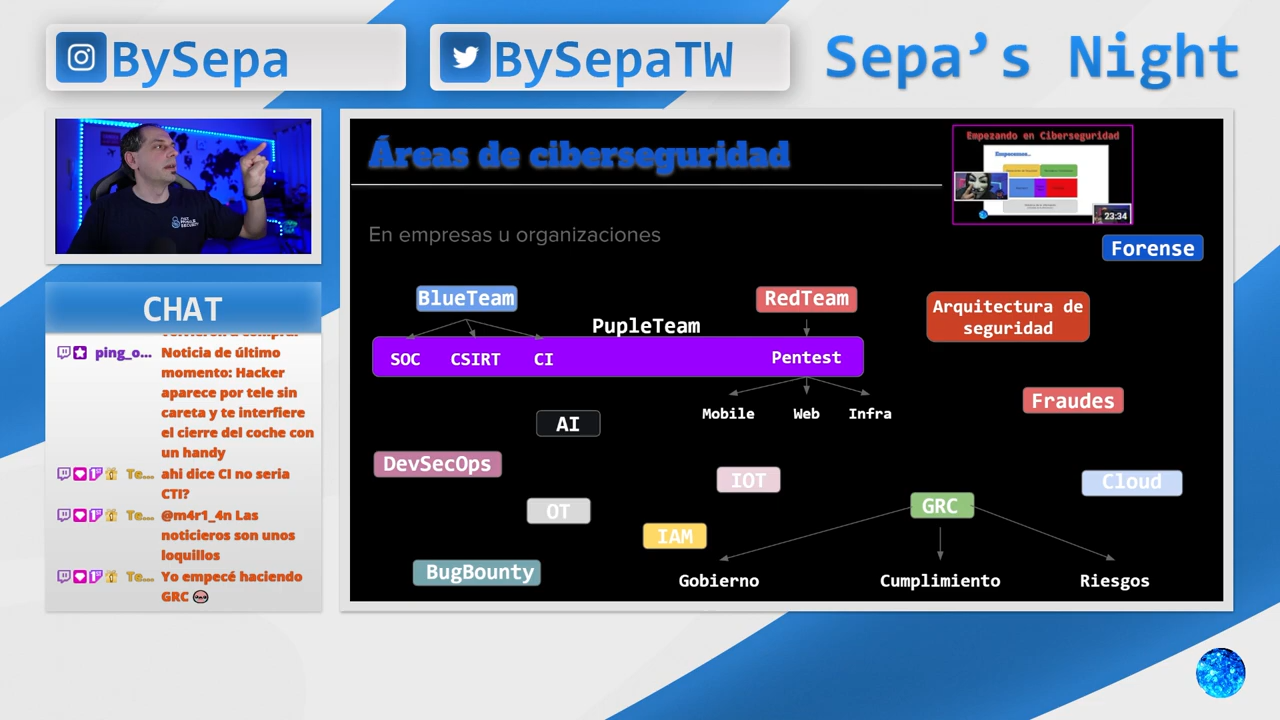 BySepa
BySepaTW
Sepa's Night
CHAT
ping_o...
Noticia de último
momento: Hacker
aparece por tele sin
careta y te interfiere
el cierre del coche con
un handy
Te...
ahi dice CI no seria
CTI?
Te...
@m4r1_4n Las
noticieros son unos
loquillos
Te...
Yo empecé haciendo
GRC
Áreas de ciberseguridad
Empezando en Ciberseguridad
Empecemos...
23:34
En empresas u organizaciones
Forense
BlueTeam
RedTeam
Arquitectura de
seguridad
PupleTeam
SOC CSIRT CI Pentest
Mobile Web Infra
Fraudes
AI
DevSecOps
IOT
Cloud
OT
GRC
IAM
BugBounty
Gobierno Cumplimiento Riesgos